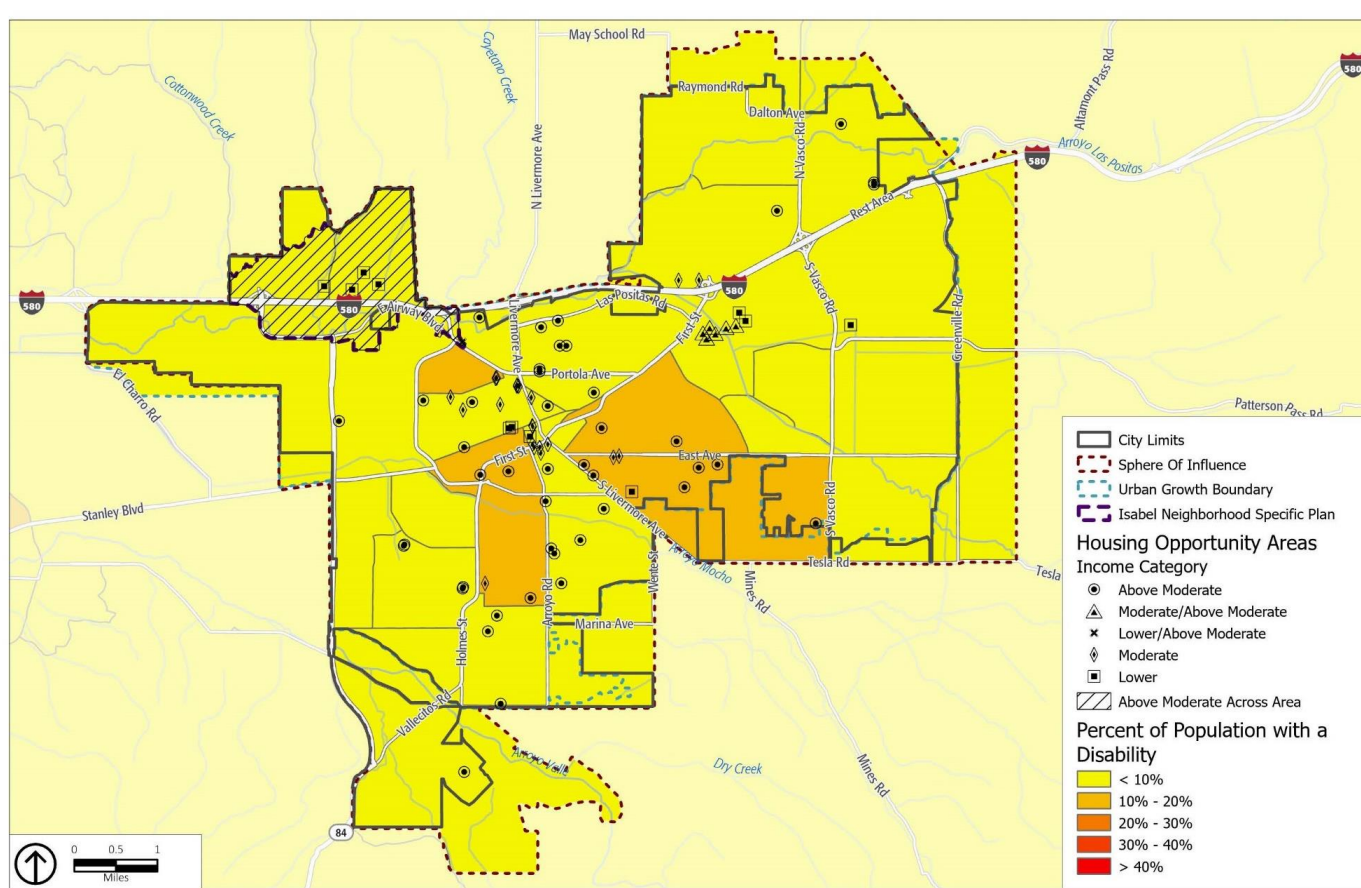 May School Rd
Cayetano Creek
Cottonwood Creek
N Livermore Ave
Raymond Rd
Dalton Ave
N Vasco Rd
Altamont Pass Rd
580
Arroyo Las Positas
580
Rest Area
580
580
580
E Airway Blvd
Las Positas Rd
Livermore Ave
First St
S Vasco Rd
Greenville Rd
Portola Ave
El Charro Rd
Patterson Pass Rd
First St
East Ave
Stanley Blvd
S Livermore Ave
S Vasco Rd
Arroyo Mocho
Tesla Rd
Tesla
Wente St
Mines Rd
Arroyo Rd
Holmes St
Marina Ave
Vallecitos Rd
Arroyo Valle
Dry Creek
Mines Rd
84
0 0.5 1
Miles
City Limits
Sphere Of Influence
Urban Growth Boundary
Isabel Neighborhood Specific Plan
Housing Opportunity Areas
Income Category
Above Moderate
Moderate/Above Moderate
Lower/Above Moderate
Moderate
Lower
Above Moderate Across Area
Percent of Population with a
Disability
< 10%
10% - 20%
20% - 30%
30% - 40%
> 40%